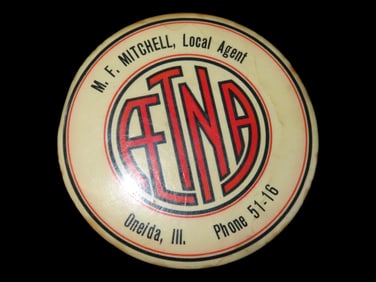 M. F. MITCHELL, Local Agent
ÆTNA
Oneida, Ill. Phone 51-16